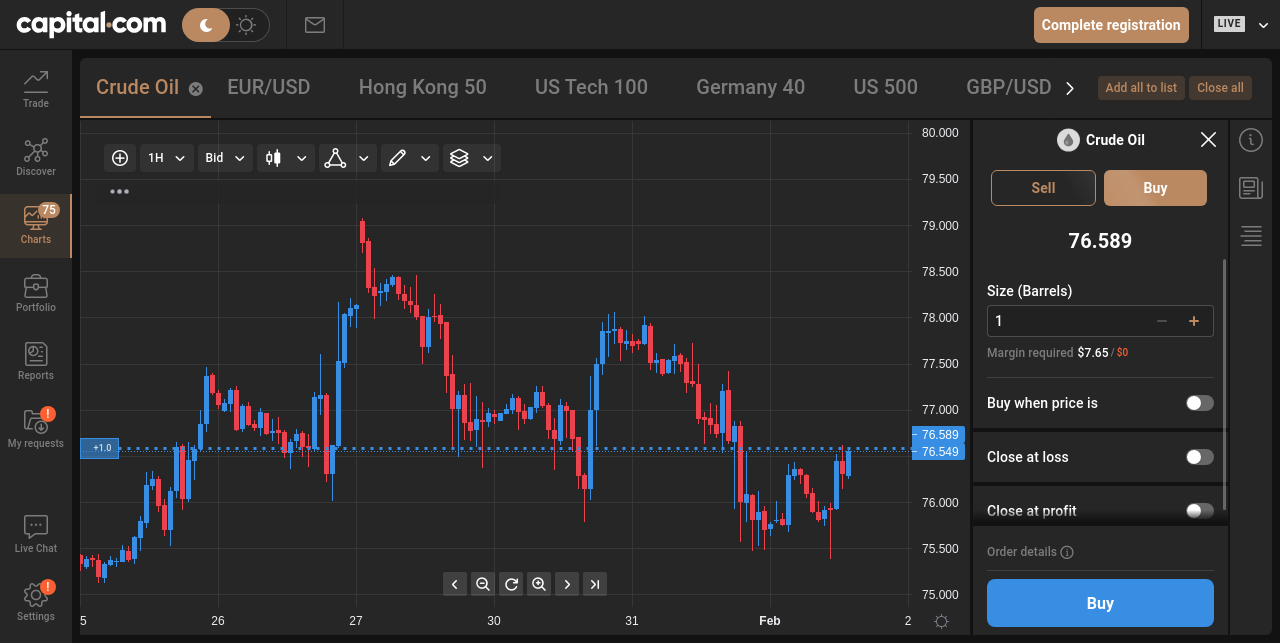 capital.com
Complete registration
LIVE
Trade
Discover
75
Charts
Portfolio
Reports
!
My requests
Live Chat
!
Settings
Crude Oil
EUR/USD
Hong Kong 50
US Tech 100
Germany 40
US 500
GBP/USD
Add all to list
Close all
1H
Bid
80.000
79.500
79.000
78.500
78.000
77.500
77.000
76.589
76.549
76.000
75.500
75.000
+1.0
5
26
27
30
31
Feb
2
Crude Oil
Sell
Buy
76.589
Size (Barrels)
1
Margin required $7.65 / $0
Buy when price is
Close at loss
Close at profit
Order details
Buy